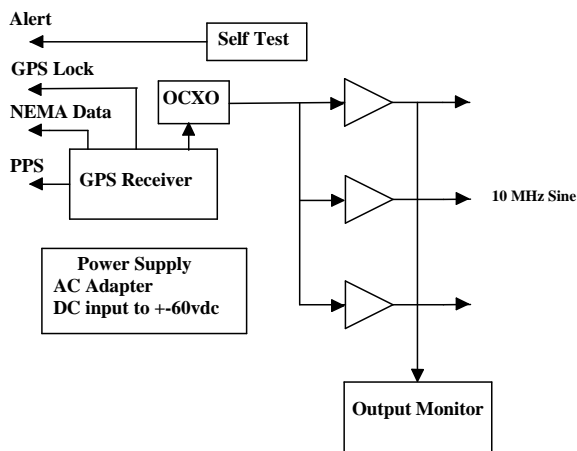 Alert
Self Test
GPS Lock
OCXO
NEMA Data
PPS
GPS Receiver
10 MHz Sine
Power Supply
AC Adapter
DC input to +-60vdc
Output Monitor